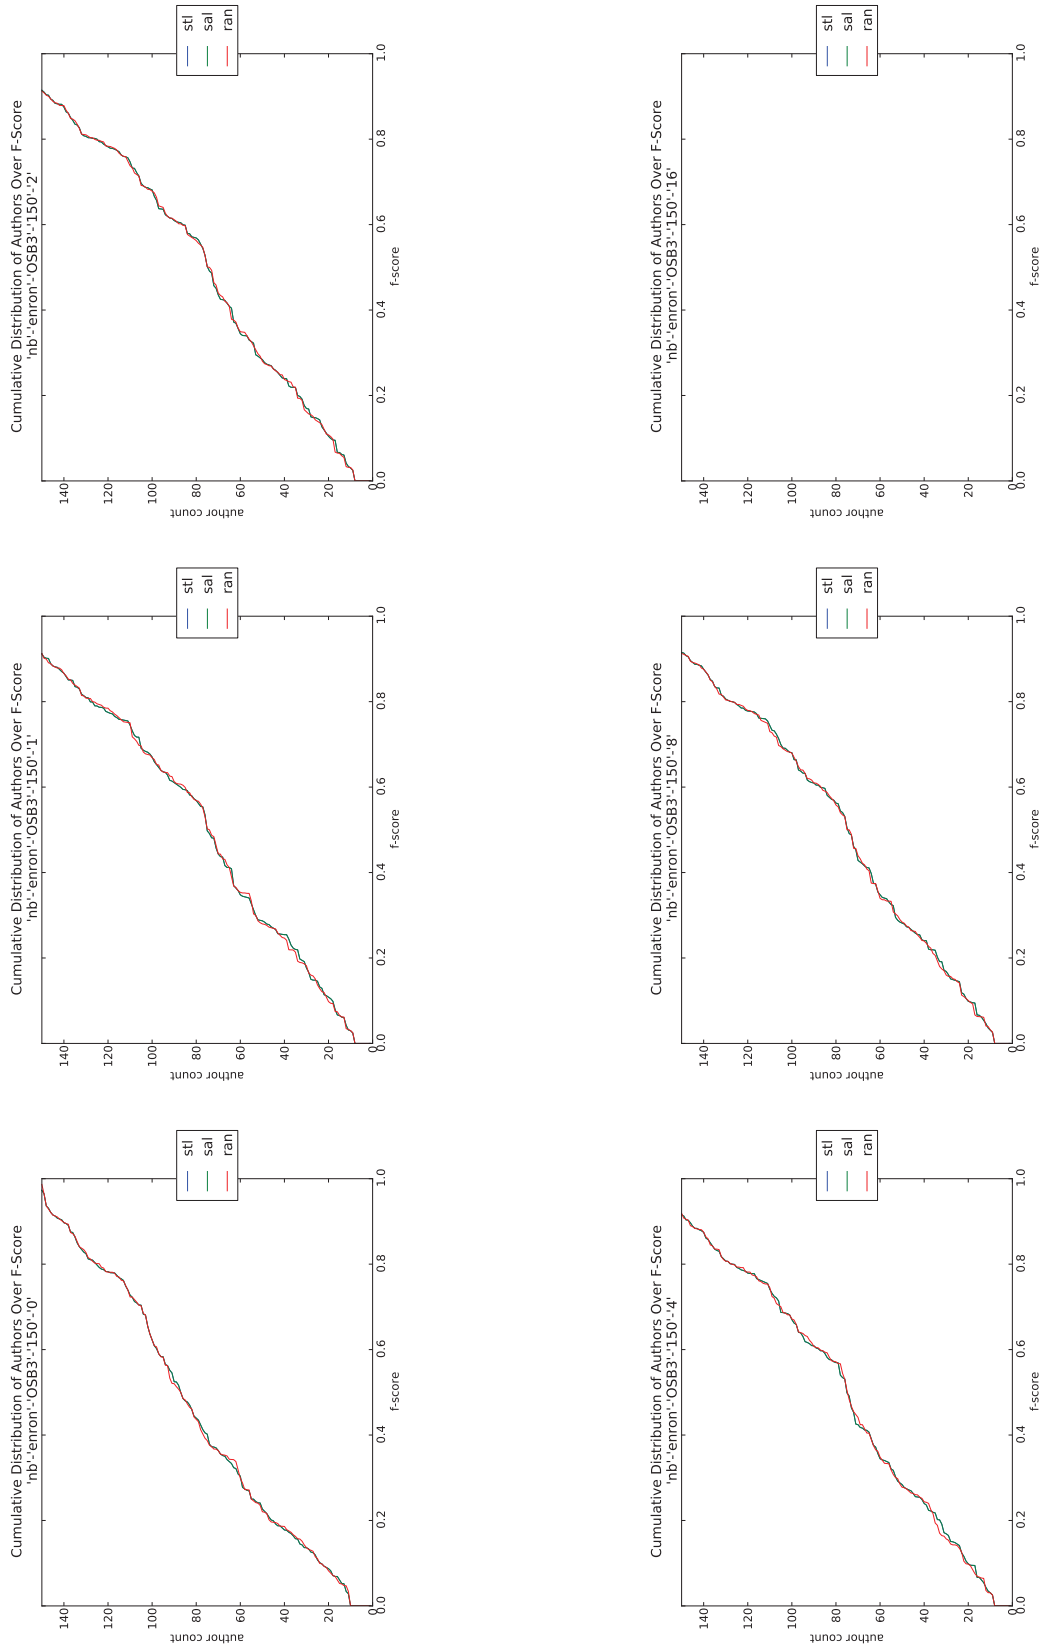 Cumulative Distribution of Authors Over F-Score
'nb'-'enron'-'OSB3'-'150'-'0'
author count
140
120
100
80
60
40
20
0
0.0
0.2
0.4
0.6
0.8
1.0
f-score
stl
sal
ran
Cumulative Distribution of Authors Over F-Score
'nb'-'enron'-'OSB3'-'150'-'1'
author count
140
120
100
80
60
40
20
0
0.0
0.2
0.4
0.6
0.8
1.0
f-score
stl
sal
ran
Cumulative Distribution of Authors Over F-Score
'nb'-'enron'-'OSB3'-'150'-'2'
author count
140
120
100
80
60
40
20
0
0.0
0.2
0.4
0.6
0.8
1.0
f-score
stl
sal
ran
Cumulative Distribution of Authors Over F-Score
'nb'-'enron'-'OSB3'-'150'-'4'
author count
140
120
100
80
60
40
20
0
0.0
0.2
0.4
0.6
0.8
1.0
f-score
stl
sal
ran
Cumulative Distribution of Authors Over F-Score
'nb'-'enron'-'OSB3'-'150'-'8'
author count
140
120
100
80
60
40
20
0
0.0
0.2
0.4
0.6
0.8
1.0
f-score
stl
sal
ran
Cumulative Distribution of Authors Over F-Score
'nb'-'enron'-'OSB3'-'150'-'16'
author count
140
120
100
80
60
40
20
0
0.0
0.2
0.4
0.6
0.8
1.0
f-score
stl
sal
ran